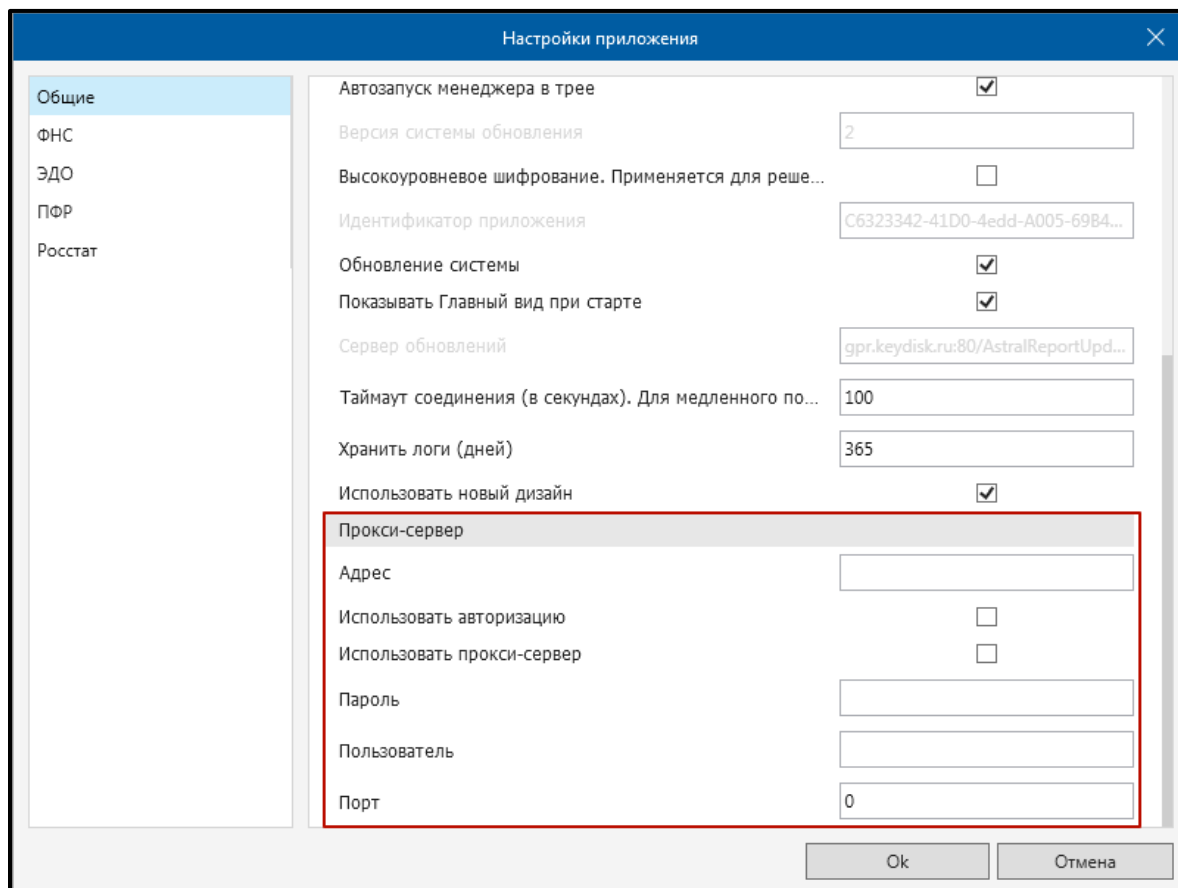 Настройки приложения
Общие
ФНС
ЭДО
ПФР
Росстат
Автозапуск менеджера в трее
Версия системы обновления
2
Высокоуровневое шифрование. Применяется для реше...
Идентификатор приложения
C6323342-41D0-4edd-A005-69B4...
Обновление системы
Показывать Главный вид при старте
Сервер обновлений
gpr.keydisk.ru:80/AstralReportUpd...
Таймаут соединения (в секундах). Для медленного по...
100
Хранить логи (дней)
365
Использовать новый дизайн
Прокси-сервер
Адрес
Использовать авторизацию
Использовать прокси-сервер
Пароль
Пользователь
Порт
0
Ok
Отмена